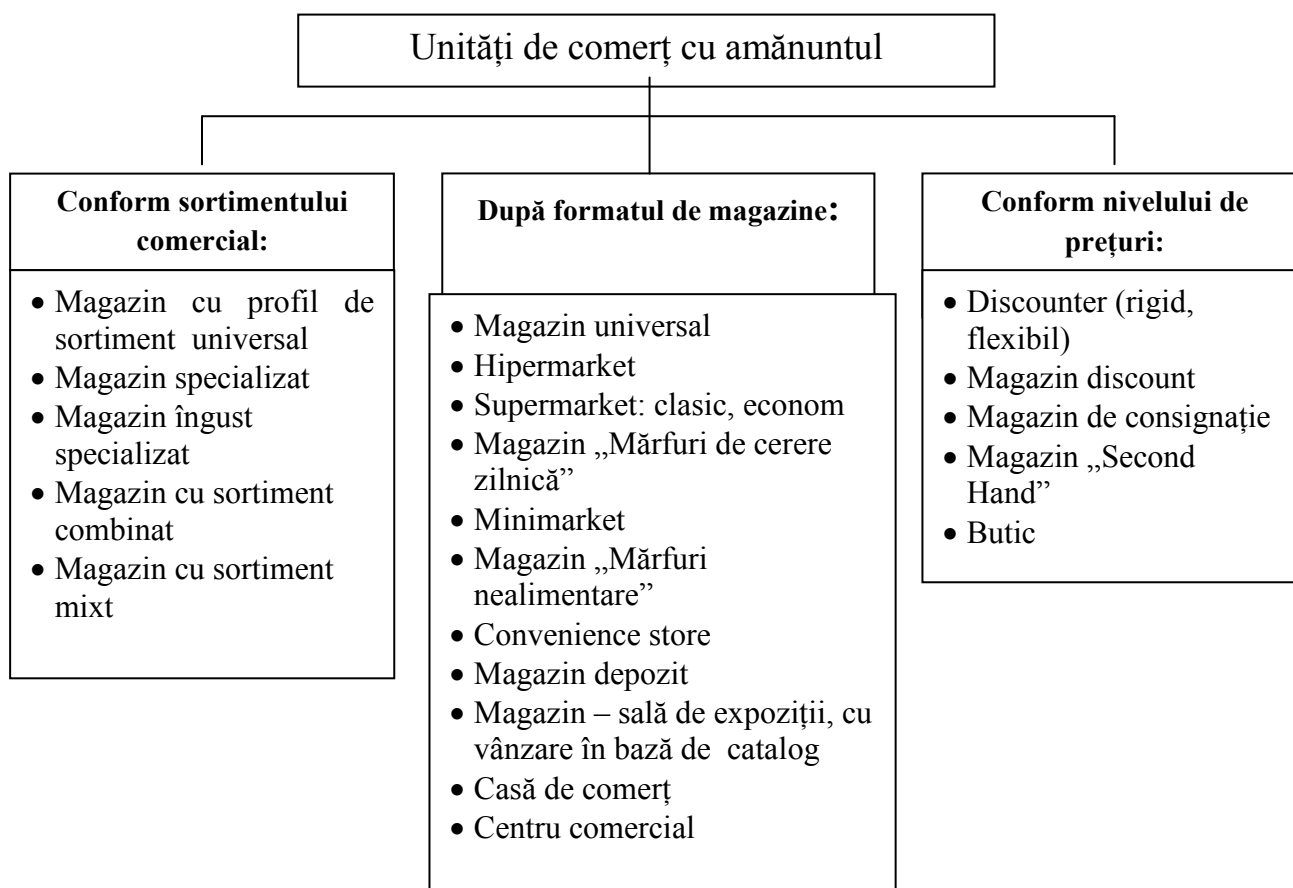 Unități de comerț cu amănuntul
Conform sortimentului
comercial:
• Magazin cu profil de
sortiment universal
• Magazin specializat
• Magazin îngust
specializat
• Magazin cu sortiment
combinat
• Magazin cu sortiment
mixt
După formatul de magazine:
• Magazin universal
• Hipermarket
• Supermarket: clasic, econom
• Magazin „Mărfuri de cerere
zilnică”
• Minimarket
• Magazin „Mărfuri
nealimentare”
• Convenience store
• Magazin depozit
• Magazin – sală de expoziții, cu
vânzare în bază de catalog
• Casă de comerț
• Centru comercial
Conform nivelului de
prețuri:
• Discounter (rigid,
flexibil)
• Magazin discount
• Magazin de consignație
• Magazin „Second
Hand”
• Butic